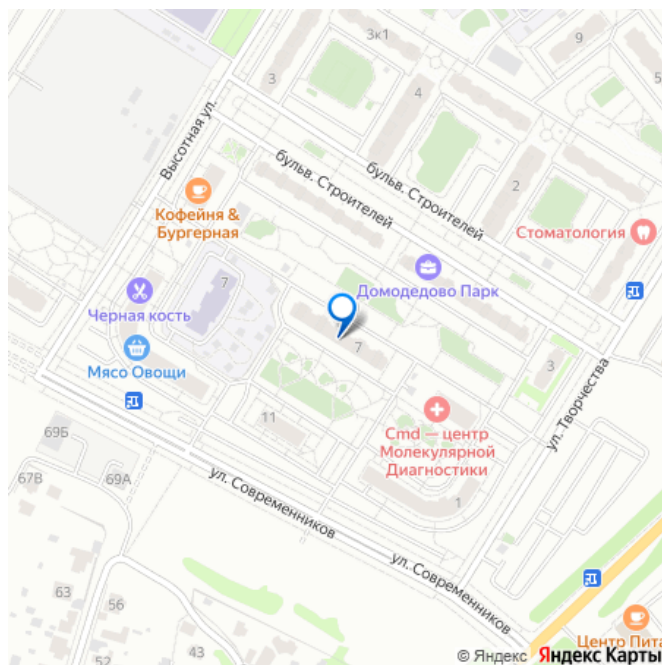 3к1
9
3
5
4
Высотная ул.
бульв. Строителей
бульв. Строителей
2
Кофейня &
Бургерная
Стоматология
Домодедово Парк
7
Черная кость
7
Мясо Овощи
3
ул. Творчества
11
Cmd — центр
Молекулярной
Диагностики
69Б
67В
69А
1
ул. Современников
ул. Современников
63
56
52
43
Центр Пита
© Яндекс Яндекс Карты